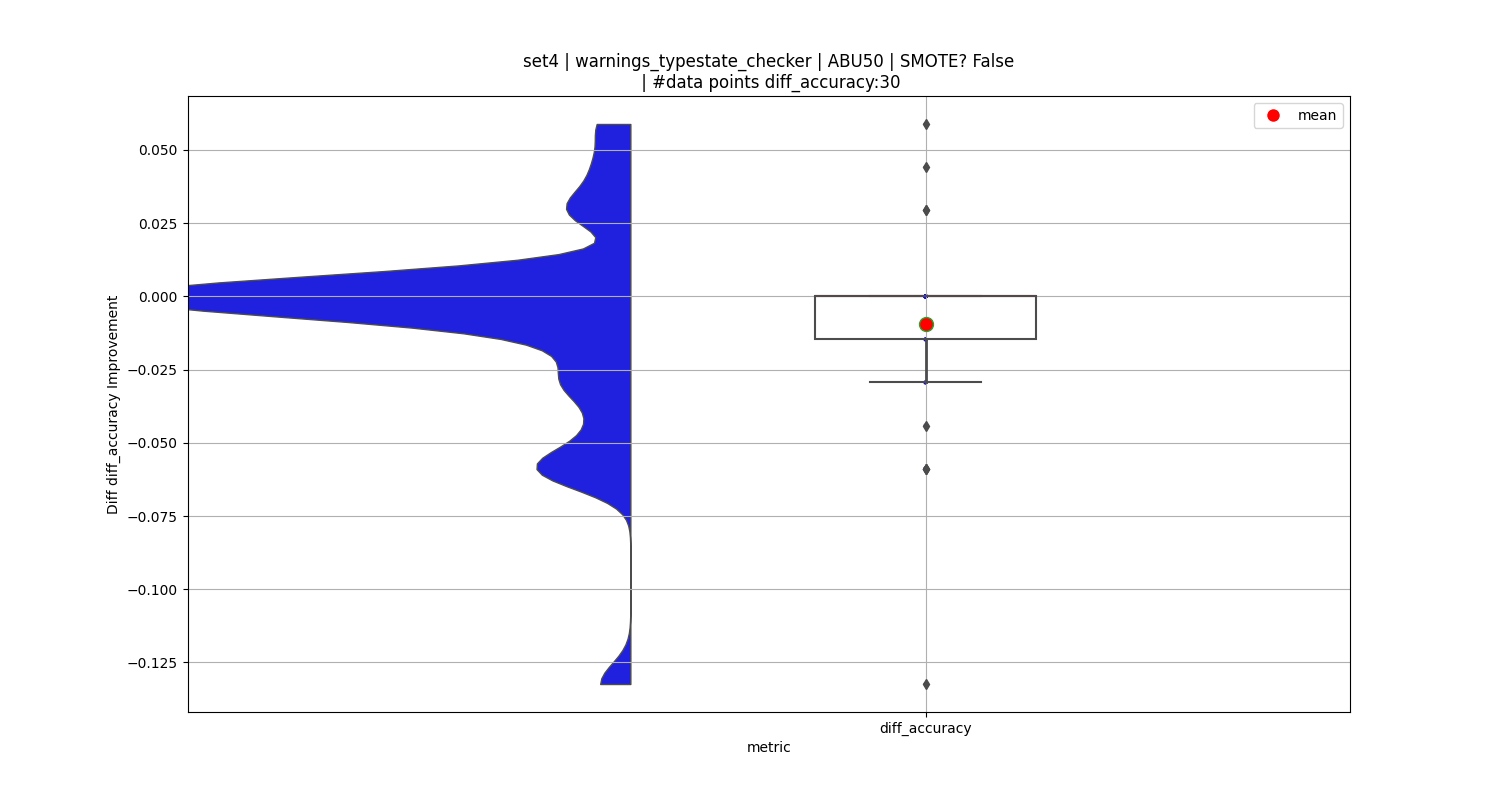 set4 | warnings_typestate_checker | ABU50 | SMOTE? False
| #data points diff_accuracy:30
mean
0.050
0.025
0.000
−0.025
−0.050
−0.075
−0.100
−0.125
Diff diff_accuracy Improvement
diff_accuracy
metric